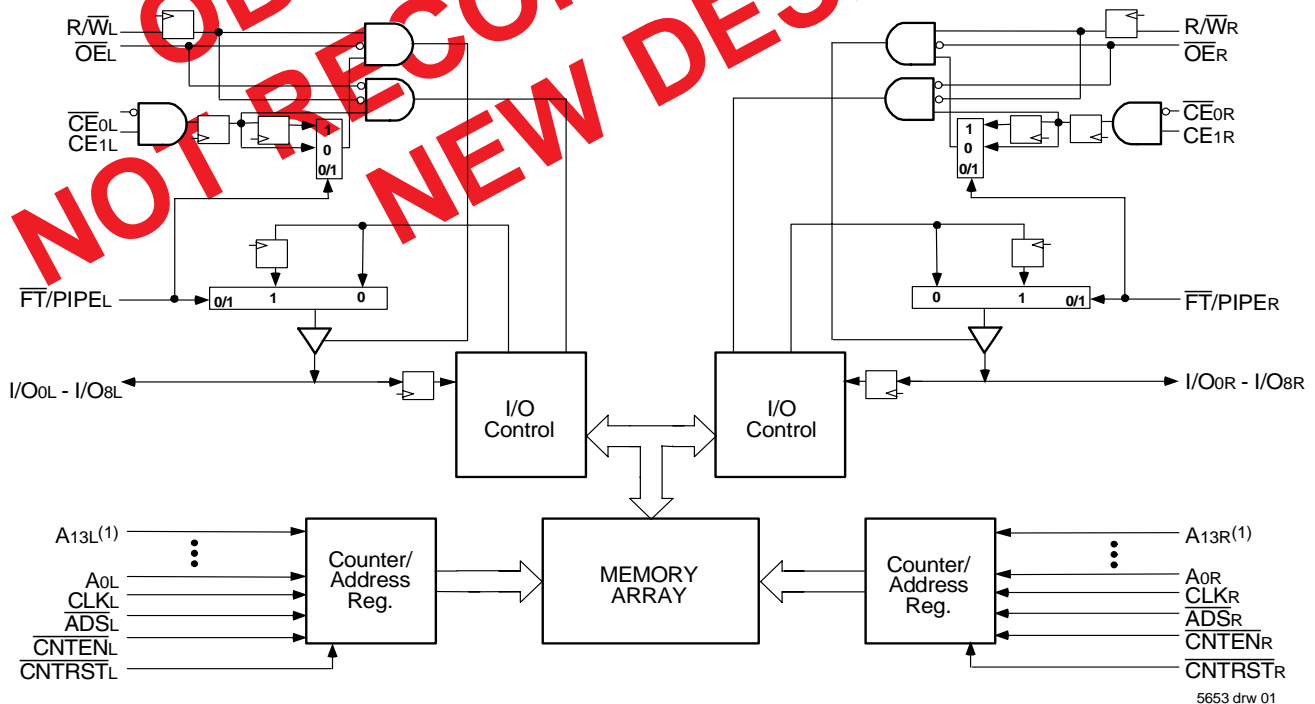 R/WL
OEL
CE0L
CE1L
1
0
0/1
FT/PIPEL
0/1
1
0
I/O0L - I/O8L
I/O
Control
R/WR
OER
CE0R
CE1R
1
0
0/1
0
1
0/1
FT/PIPER
I/O
Control
I/O0R - I/O8R
A13L(1)
A0L
CLKL
ADSL
CNTENL
CNTRSTL
Counter/
Address
Reg.
MEMORY
ARRAY
Counter/
Address
Reg.
A13R(1)
A0R
CLKR
ADSR
CNTENR
CNTRSTR
5653 drw 01
NOT
NEW